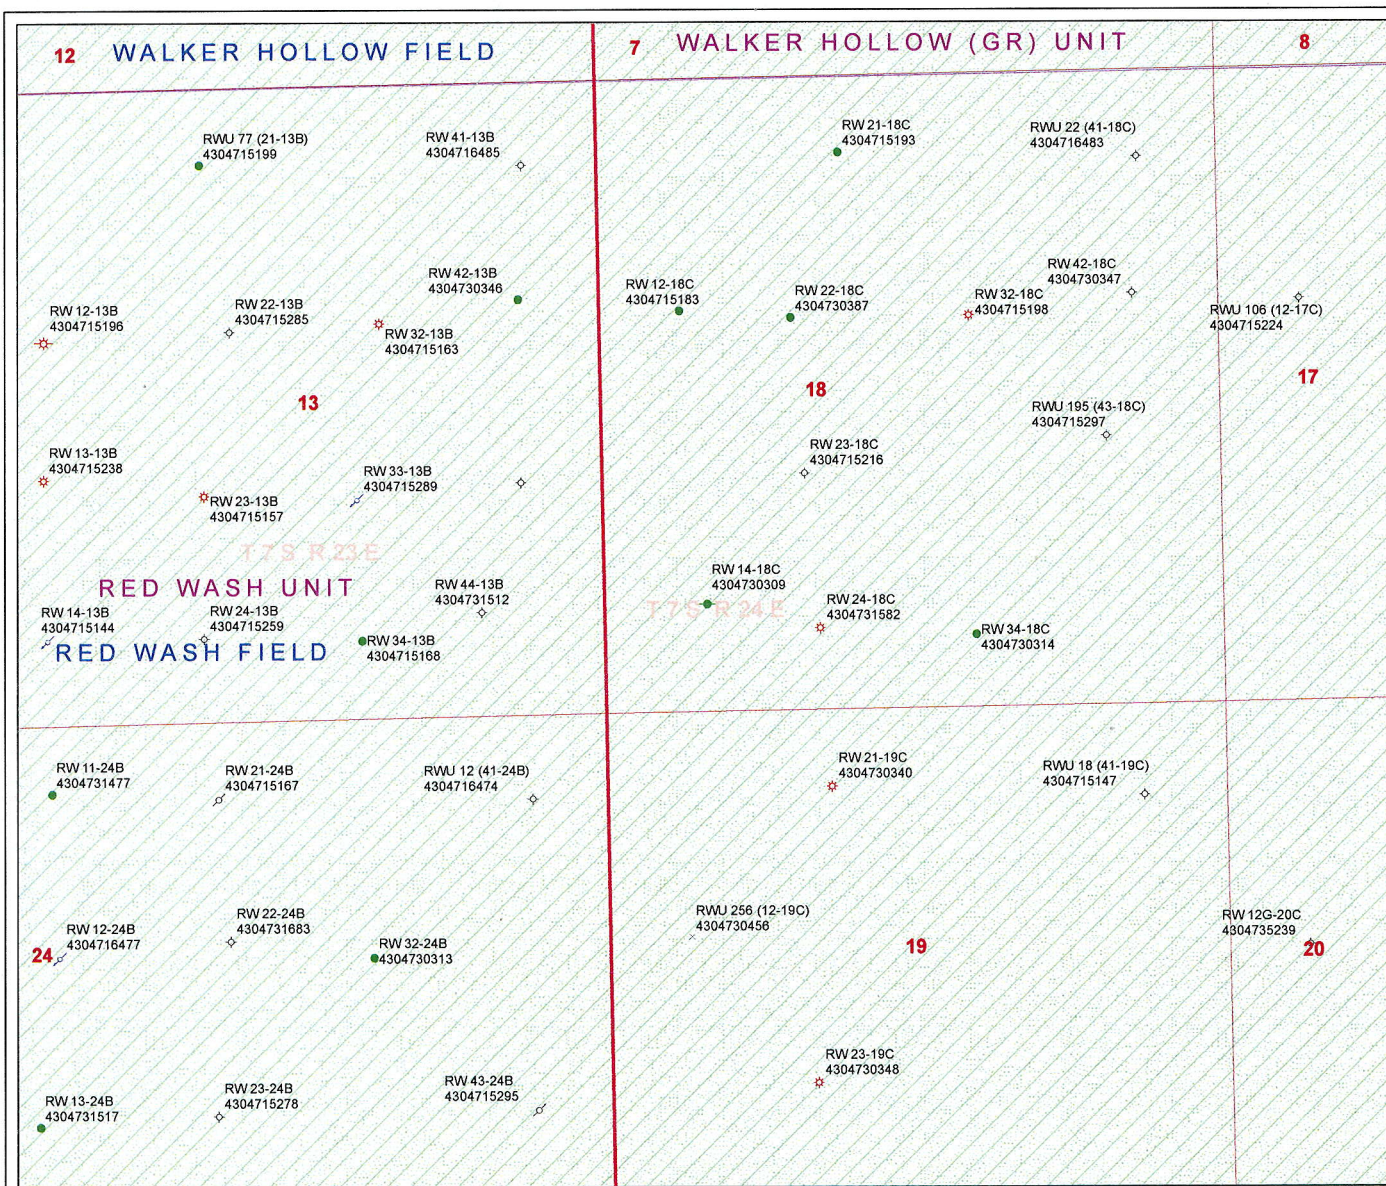 12
WALKER HOLLOW FIELD
7
WALKER HOLLOW (GR) UNIT
8
RWU 77 (21-13B)
4304715199
RW 41-13B
4304716485
RW 21-18C
4304715193
RWU 22 (41-18C)
4304716483
RW 12-13B
4304715196
RW 22-13B
4304715285
RW 42-13B
4304730346
RW 32-13B
4304715163
RW 12-18C
4304715183
RW 22-18C
4304730387
RW 32-18C
4304715198
RW 42-18C
4304730347
RWU 106 (12-17C)
4304715224
13
18
17
RW 13-13B
4304715238
RW 23-13B
4304715157
RW 33-13B
4304715289
RW 23-18C
4304715216
RWU 195 (43-18C)
4304715297
T 7 S R 23 E
RED WASH UNIT
RW 14-13B
4304715144
RW 24-13B
4304715259
RW 44-13B
4304731512
RW 34-13B
4304715168
RED WASH FIELD
RW 14-18C
4304730309
T 7 S R 24 E
RW 24-18C
4304731582
RW 34-18C
4304730314
RW 11-24B
4304731477
RW 21-24B
4304715167
RWU 12 (41-24B)
4304716474
RW 21-19C
4304730340
RWU 18 (41-19C)
4304715147
RW 12-24B
4304716477
24
RW 22-24B
4304731683
RW 32-24B
4304730313
RWU 256 (12-19C)
4304730456
19
RW 12G-20C
4304735239
20
RW 13-24B
4304731517
RW 23-24B
4304715278
RW 43-24B
4304715295
RW 23-19C
4304730348